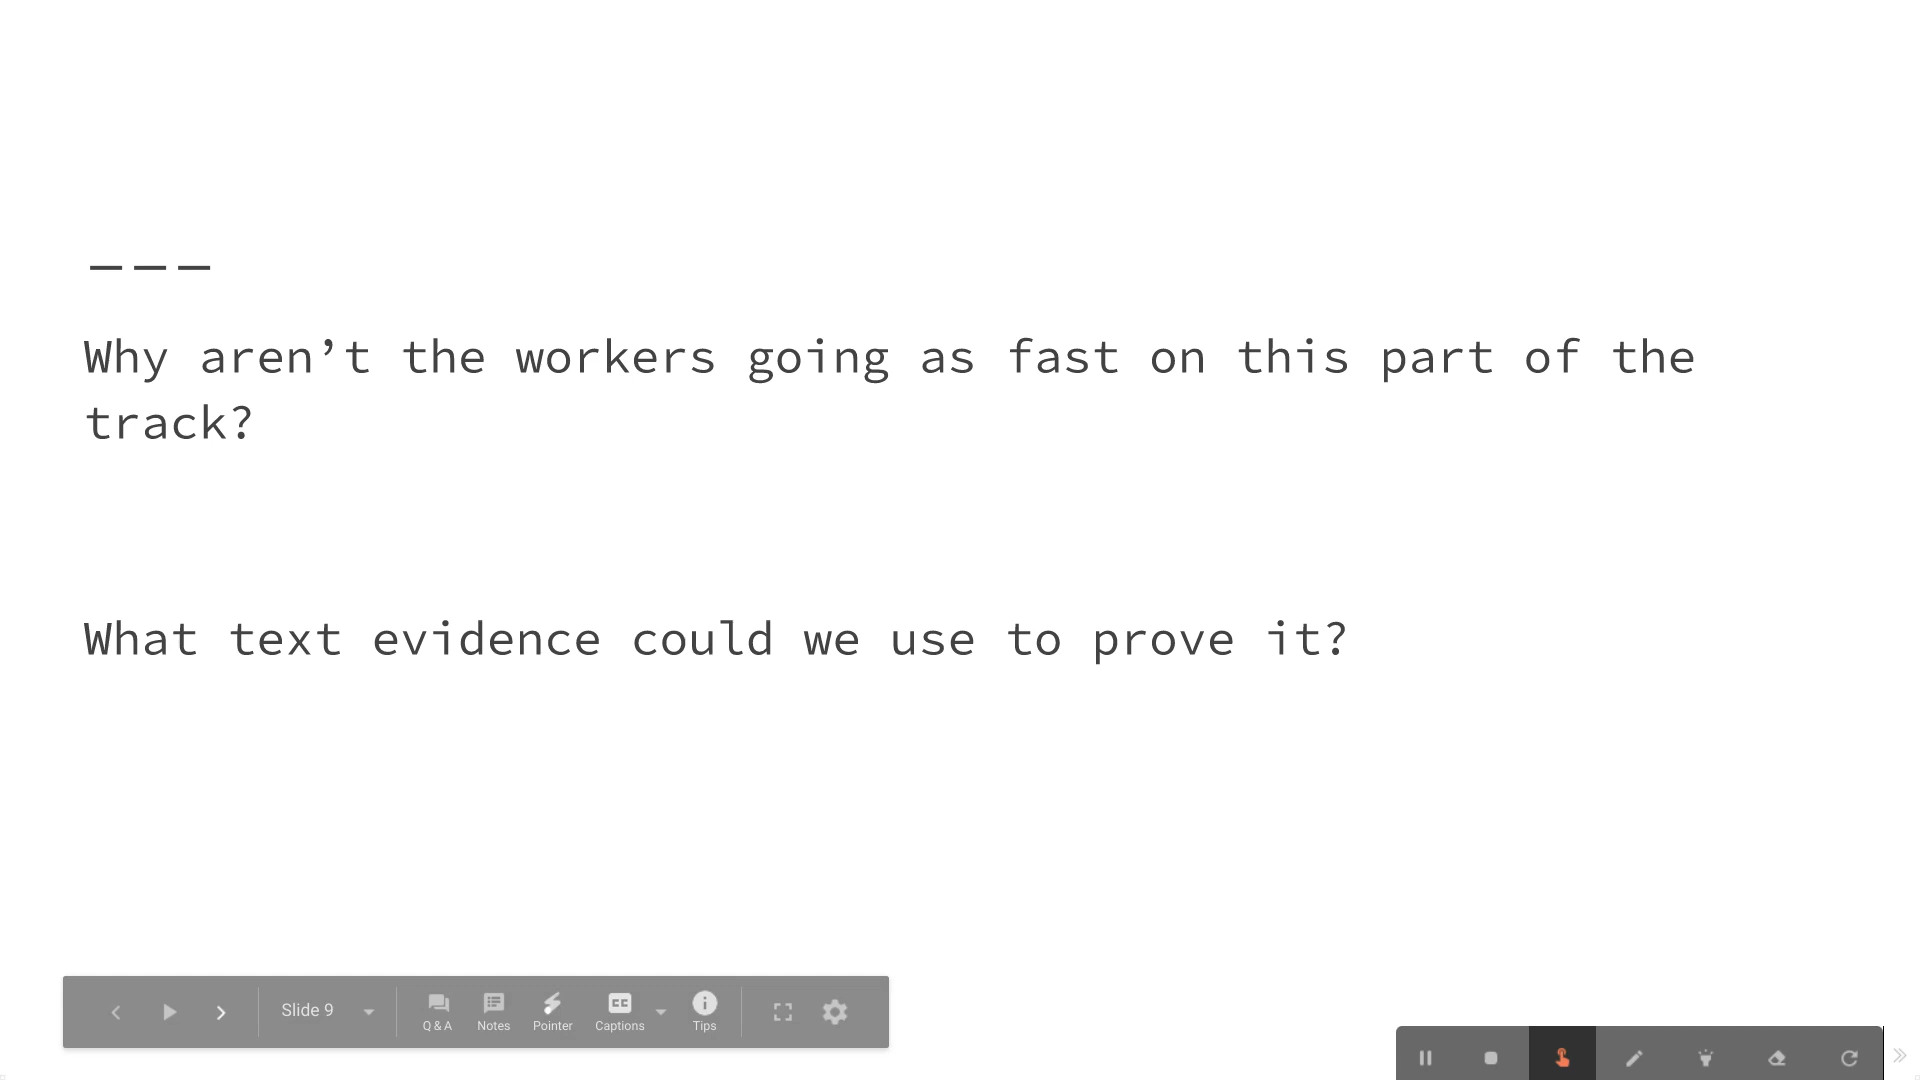 ———
Why aren’t the workers going as fast on this part of the
track?
What text evidence could we use to prove it?
Slide 9
Q & A Notes Pointer Captions Tips